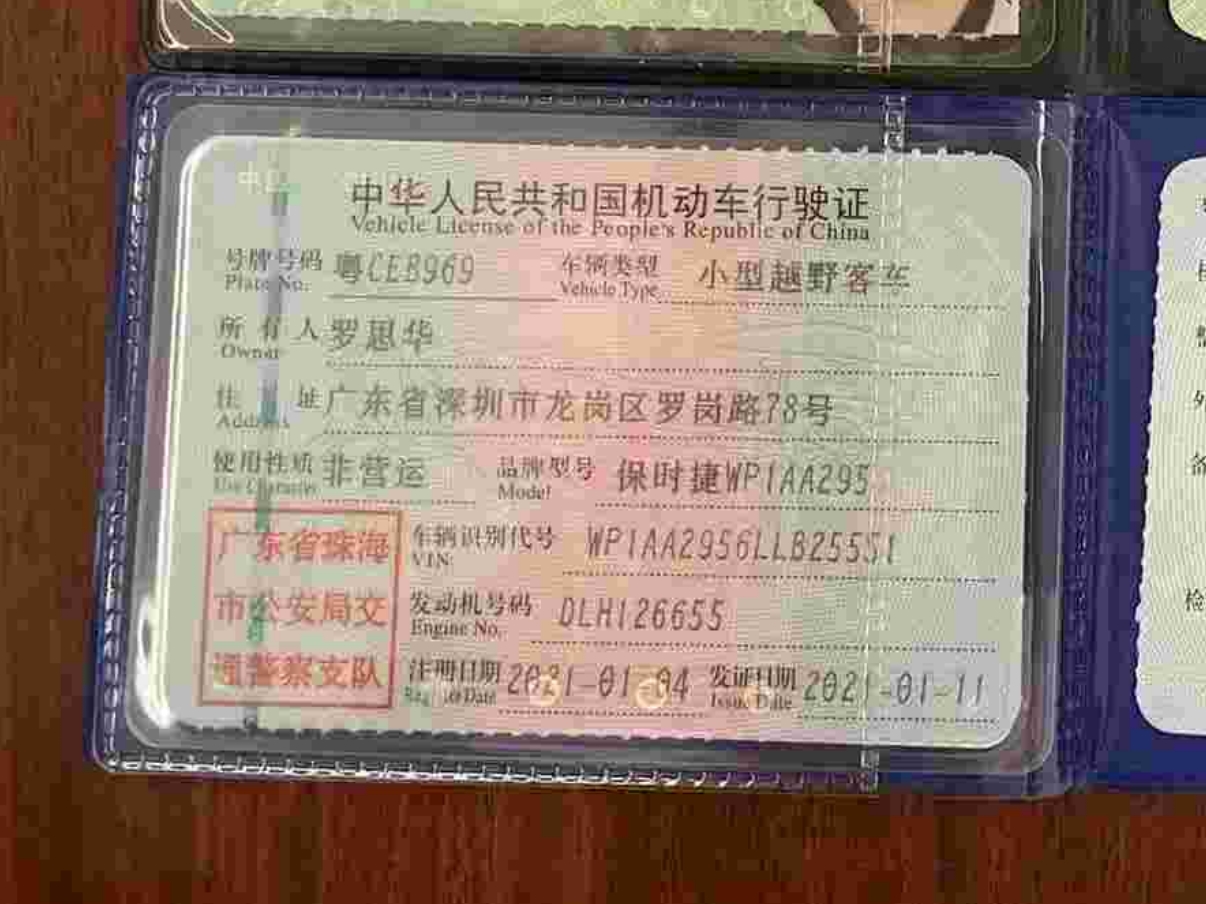 中华人民共和国机动车行驶证
Vehicle License of the People's Republic of China
号牌号码 粤CEB969 车辆类型 小型越野客车
Plate No. Vehicle Type
所有人 罗思华
Owner
住址 广东省深圳市龙岗区罗岗路78号
Address
使用性质 非营运 品牌型号 保时捷WP1AA295
Use Character Model
广东省珠海 车辆识别代号 WP1AA2956LLB25551
VIN
市公安局交 发动机号码 DLH126655
Engine No.
通警察支队 注册日期 2021-01-04 发证日期 2021-01-11
Register Date Issue Date